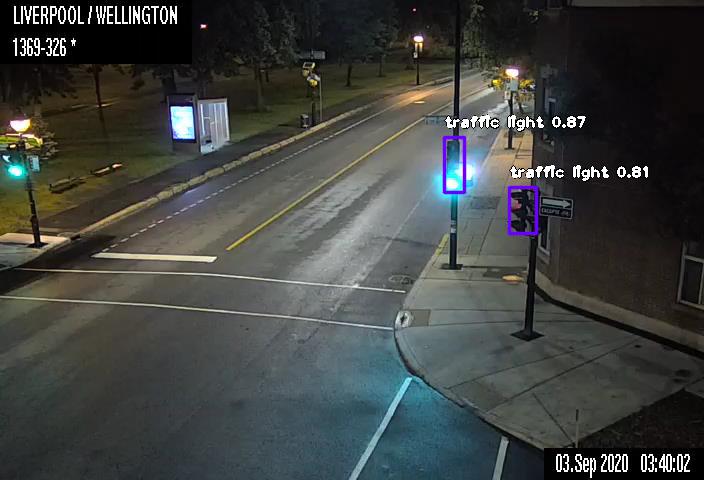 LIVERPOOL / WELLINGTON
1369-326 *
traffic light 0.87
traffic light 0.81
03.Sep 2020 03:40:02